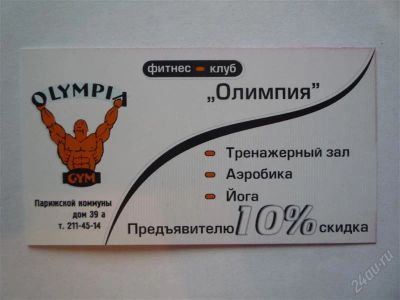 фитнес клуб
„Олимпия”
OLYMPIA
GYM
Тренажерный зал
Аэробика
Йога
Парижской коммуны
дом 39 а
т. 211-45-14
Предъявителю 10% скидка
24au.ru